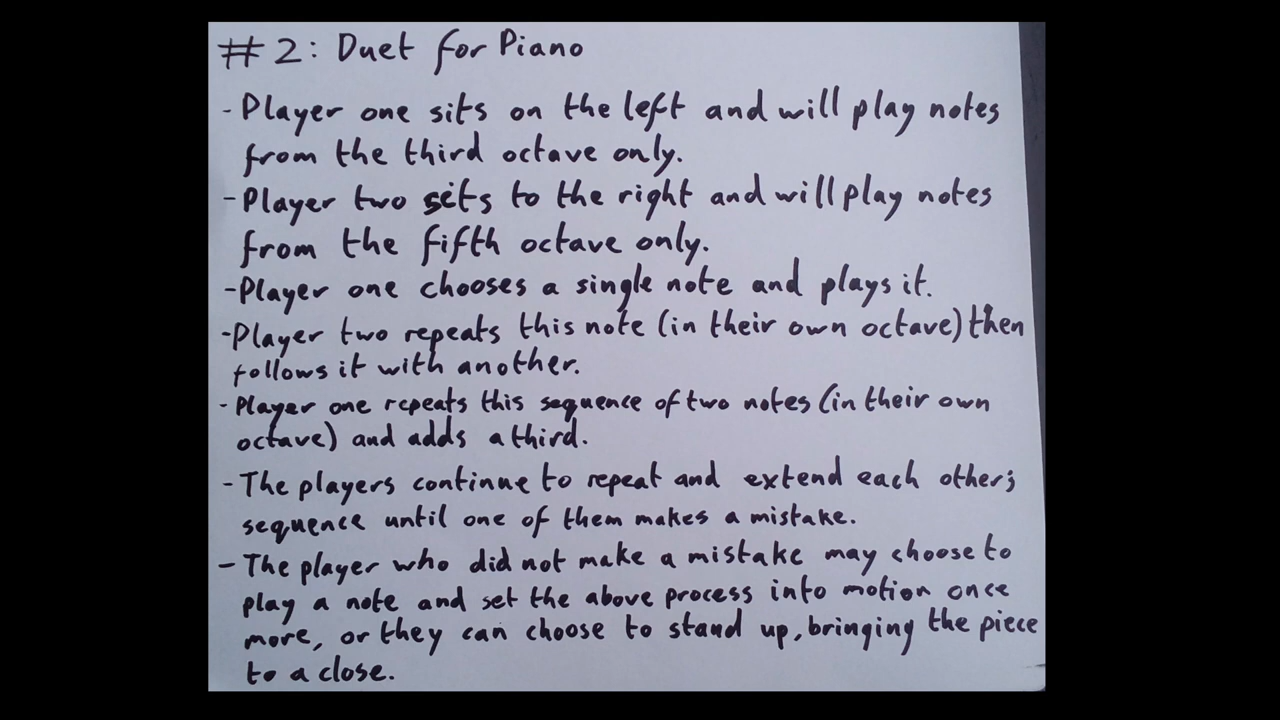 #2: Duet for Piano
- Player one sits on the left and will play notes
from the third octave only.
- Player two sits to the right and will play notes
from the fifth octave only.
- Player one chooses a single note and plays it.
- Player two repeats this note (in their own octave) then
follows it with another.
- Player one repeats this sequence of two notes (in their own
octave) and adds a third.
- The players continue to repeat and extend each other's
sequence until one of them makes a mistake.
- The player who did not make a mistake may choose to
play a note and set the above process into motion once
more, or they can choose to stand up, bringing the piece
to a close.